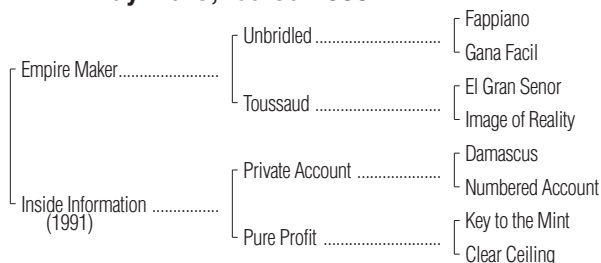 Fappiano
Unbridled
Gana Facil
Empire Maker
El Gran Senor
Toussaud
Image of Reality
Damascus
Private Account
Numbered Account
Inside Information
(1991)
Key to the Mint
Pure Profit
Clear Ceiling